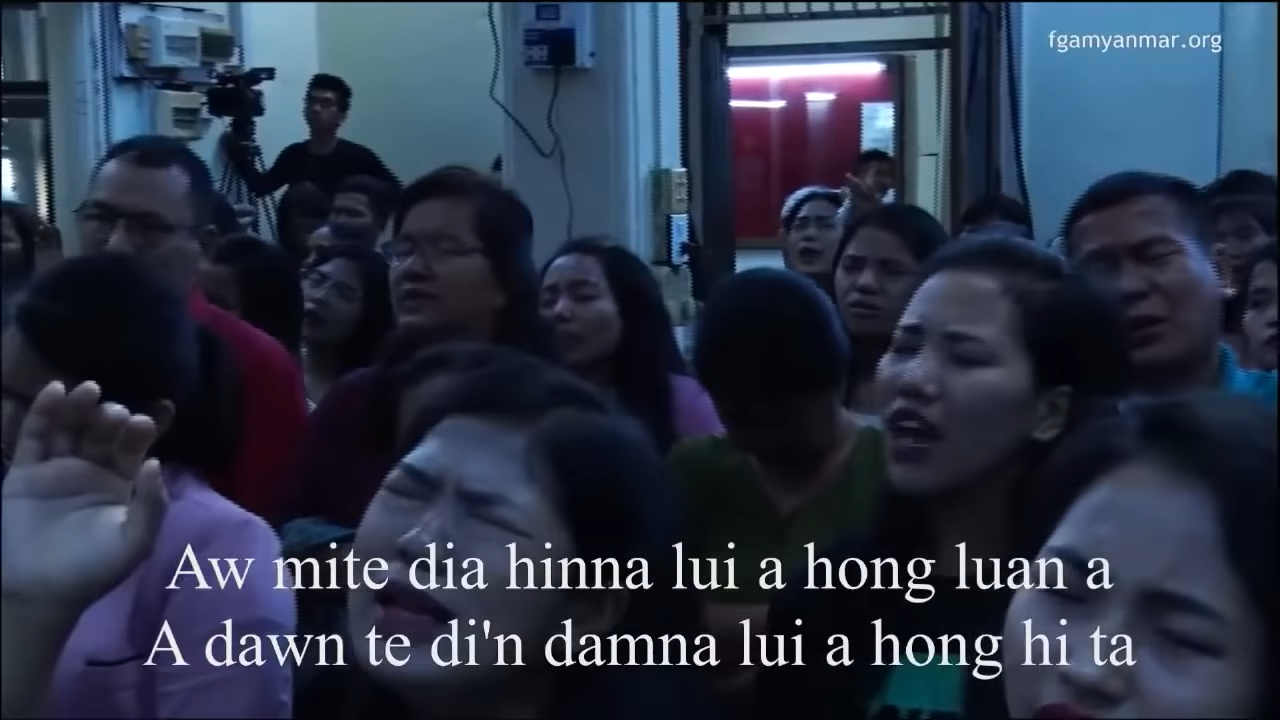 fgamyanmar.org
Aw mite dia hinna lui a hong luan a
A dawn te di'n damna lui a hong hi ta